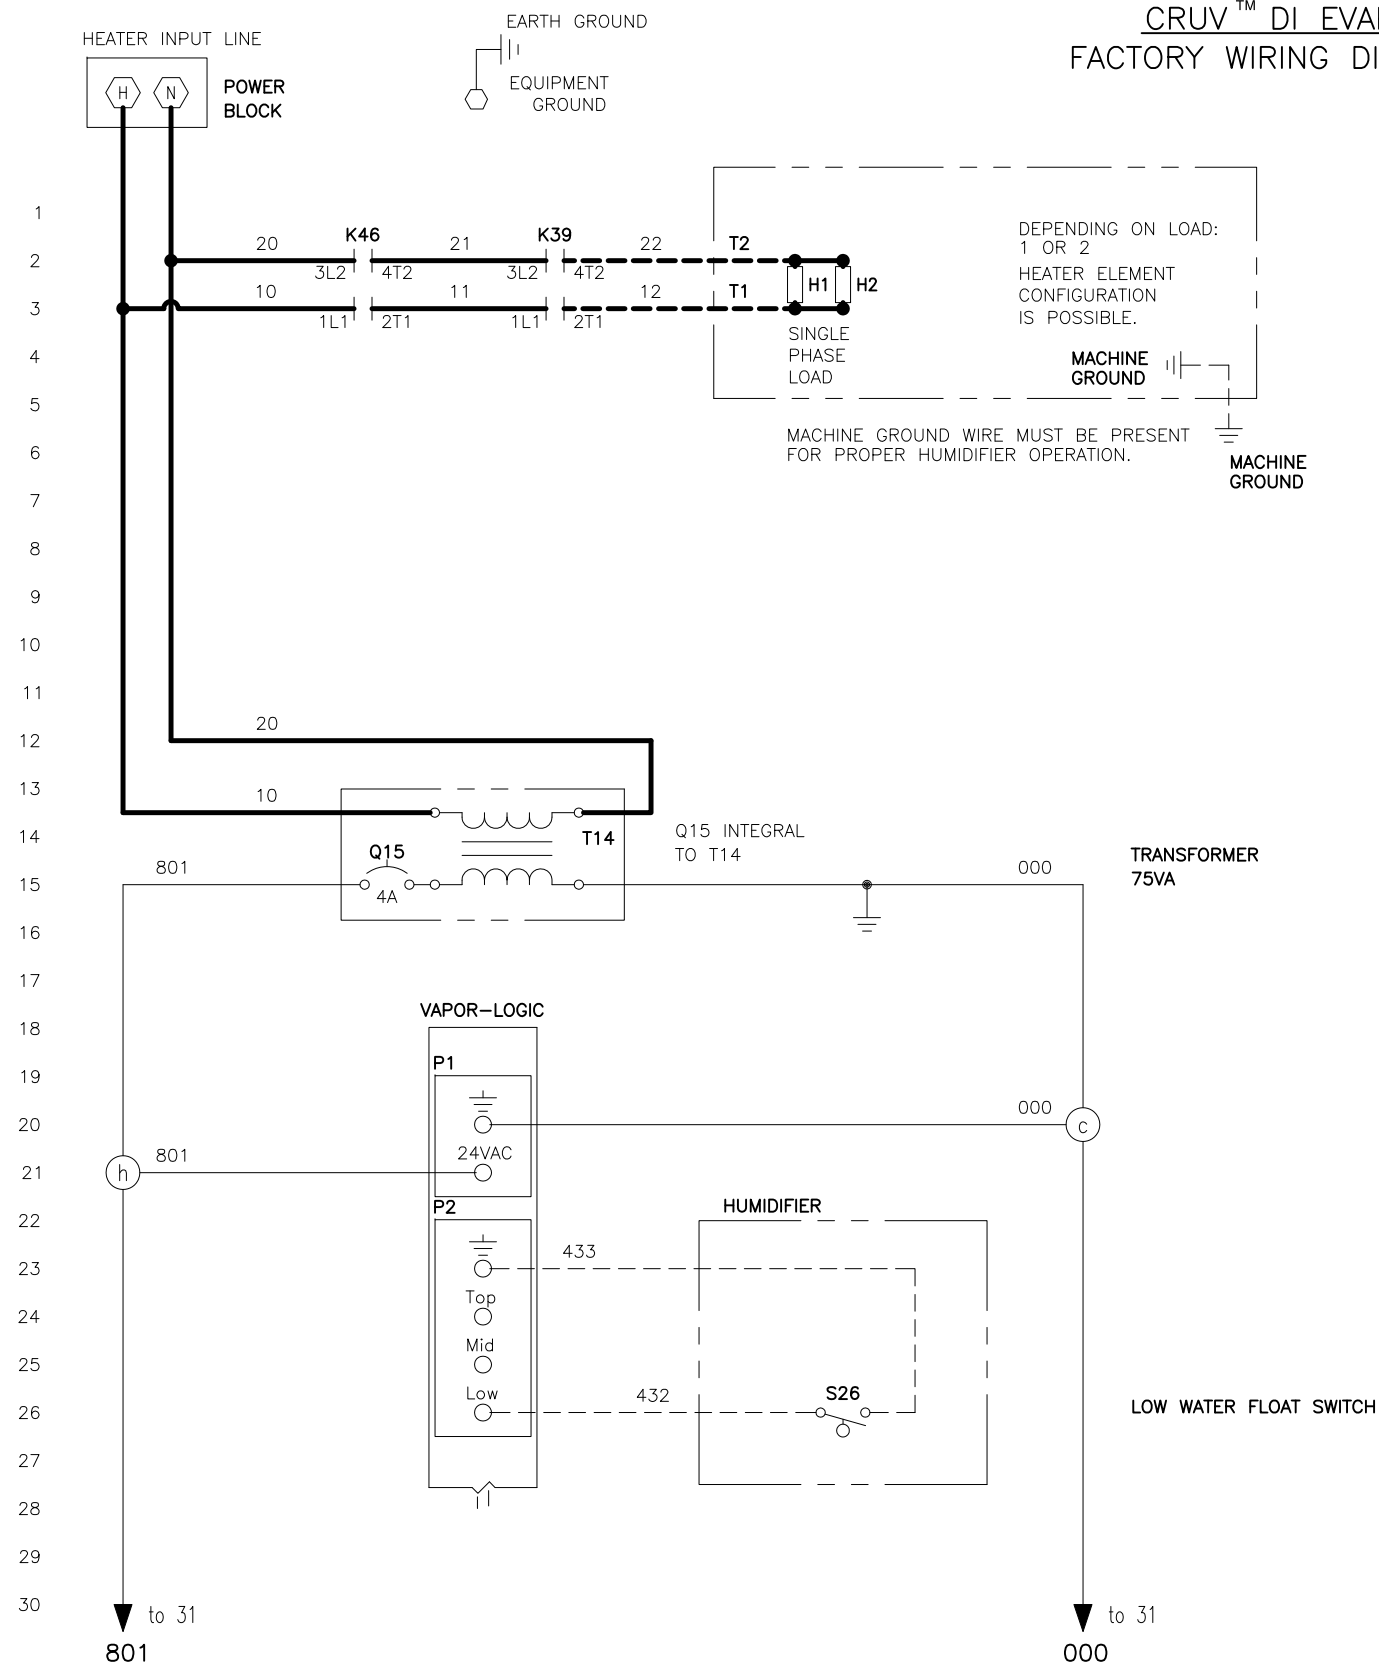 CRUV™ DI EVA
FACTORY WIRING DI
EARTH GROUND
EQUIPMENT
GROUND
HEATER INPUT LINE
H N
POWER
BLOCK
1
2
3
4
5
6
7
8
9
10
11
12
13
14
15
16
17
18
19
20
21
22
23
24
25
26
27
28
29
30
20 K46 21 K39 22 T2
3L2 4T2 3L2 4T2
10 11 12 T1
1L1 2T1 1L1 2T1
H1 H2
SINGLE
PHASE
LOAD
DEPENDING ON LOAD:
1 OR 2
HEATER ELEMENT
CONFIGURATION
IS POSSIBLE.
MACHINE
GROUND
MACHINE GROUND WIRE MUST BE PRESENT
FOR PROPER HUMIDIFIER OPERATION.
MACHINE
GROUND
20
10
T14
Q15 INTEGRAL
TO T14
Q15
4A
801
000
TRANSFORMER
75VA
VAPOR-LOGIC
P1
000
c
24VAC
801
h
P2
HUMIDIFIER
433
Top
Mid
Low
432
S26
LOW WATER FLOAT SWITCH
to 31
801
to 31
000